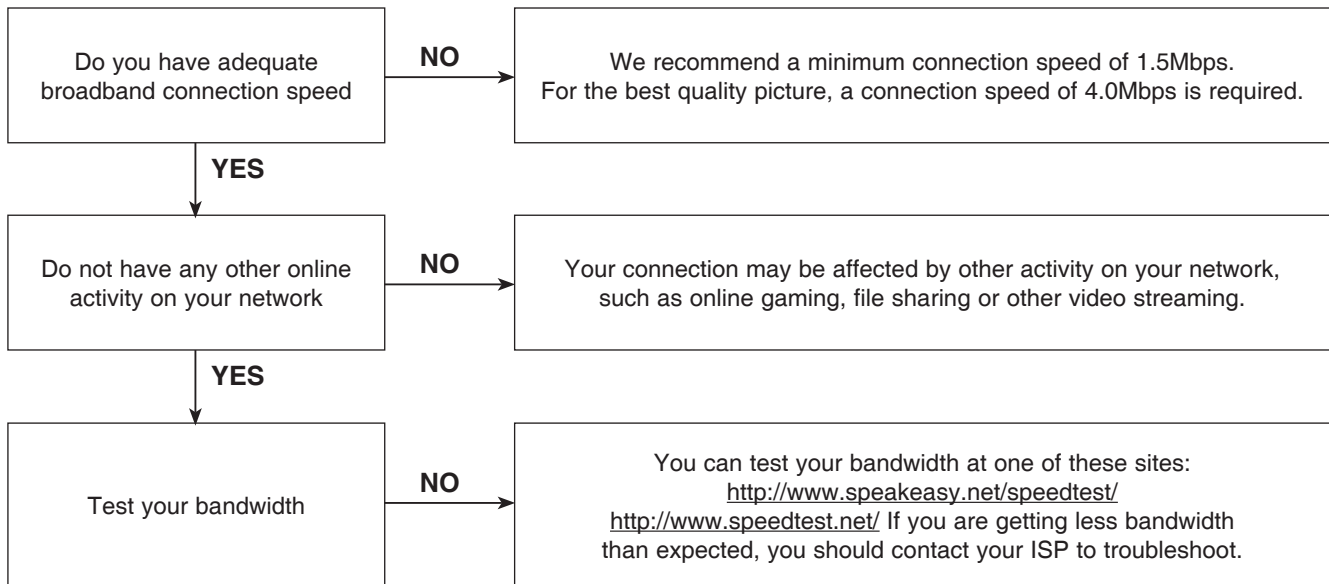 Do you have adequate
broadband connection speed
NO
We recommend a minimum connection speed of 1.5Mbps.
For the best quality picture, a connection speed of 4.0Mbps is required.
YES
Do not have any other online
activity on your network
NO
Your connection may be affected by other activity on your network,
such as online gaming, file sharing or other video streaming.
YES
Test your bandwidth
NO
You can test your bandwidth at one of these sites:
http://www.speakeasy.net/speedtest/
http://www.speedtest.net/ If you are getting less bandwidth
than expected, you should contact your ISP to troubleshoot.